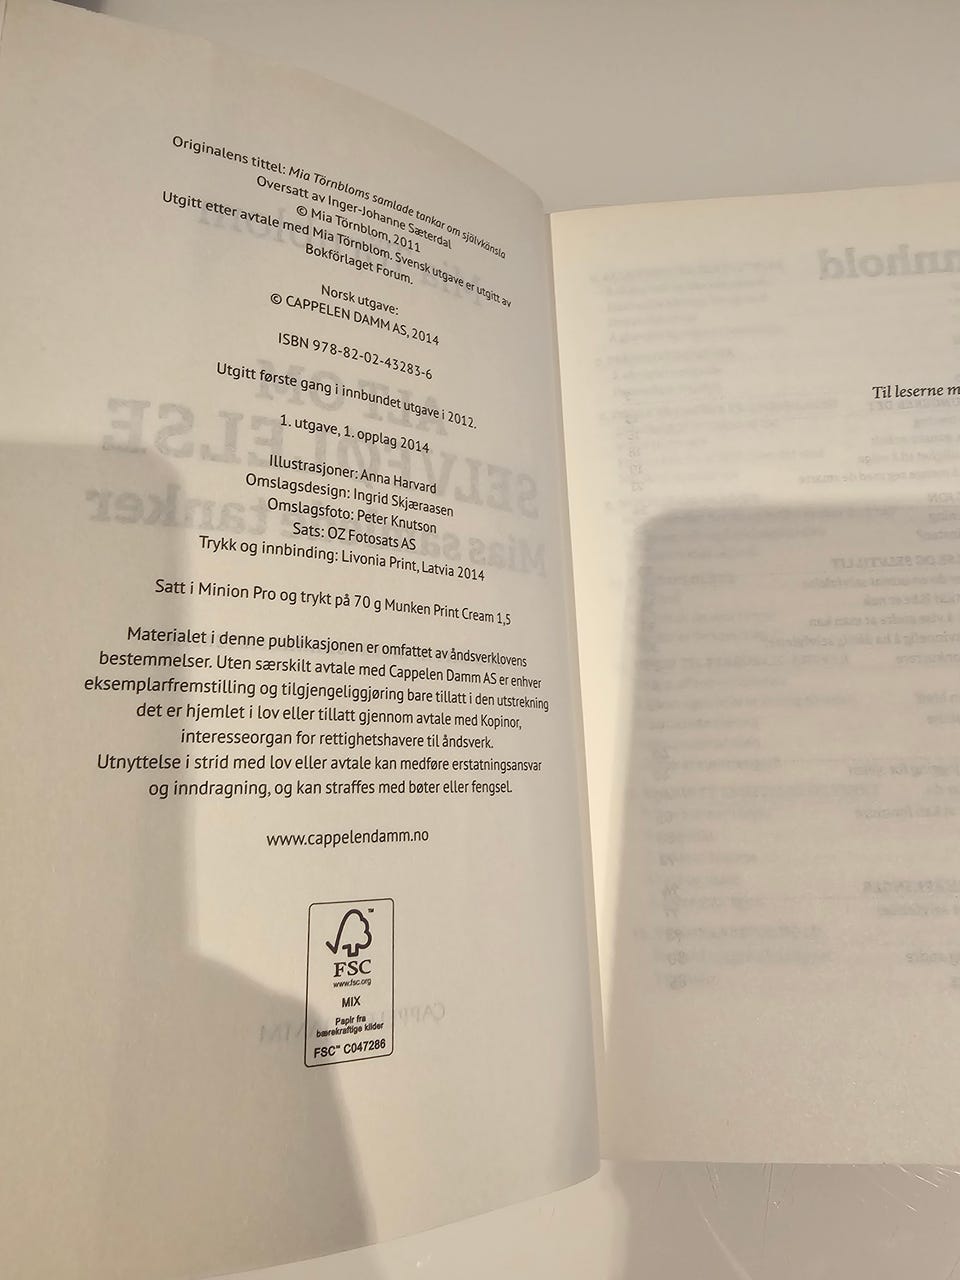 Originalens tittel: Mia Törnbloms samlade tankar om självkänsla
Oversatt av Inger-Johanne Sæterdal
© Mia Törnblom, 2011
Utgitt etter avtale med Mia Törnblom. Svensk utgave er utgitt av
Bokförlaget Forum.
Norsk utgave:
© CAPPELEN DAMM AS, 2014
ISBN 978-82-02-43283-6
Utgitt første gang i innbundet utgave i 2012.
1. utgave, 1. opplag 2014
Illustrasjoner: Anna Harvard
Omslagsdesign: Ingrid Skjæraasen
Omslagsfoto: Peter Knutson
Sats: OZ Fotosats AS
Trykk og innbinding: Livonia Print, Latvia 2014
Satt i Minion Pro og trykt på 70 g Munken Print Cream 1,5
Materialet i denne publikasjonen er omfattet av åndsverklovens
bestemmelser. Uten særskilt avtale med Cappelen Damm AS er enhver
eksemplarfremstilling og tilgjengeliggjøring bare tillatt i den utstrekning
det er hjemlet i lov eller tillatt gjennom avtale med Kopinor,
interesseorgan for rettighetshavere til åndsverk.
Utnyttelse i strid med lov eller avtale kan medføre erstatningsansvar
og inndragning, og kan straffes med bøter eller fengsel.
www.cappelendamm.no
FSC
www.fsc.org
MIX
Papir fra
bærekraftige kilder
FSC™ C047286
Til leserne m